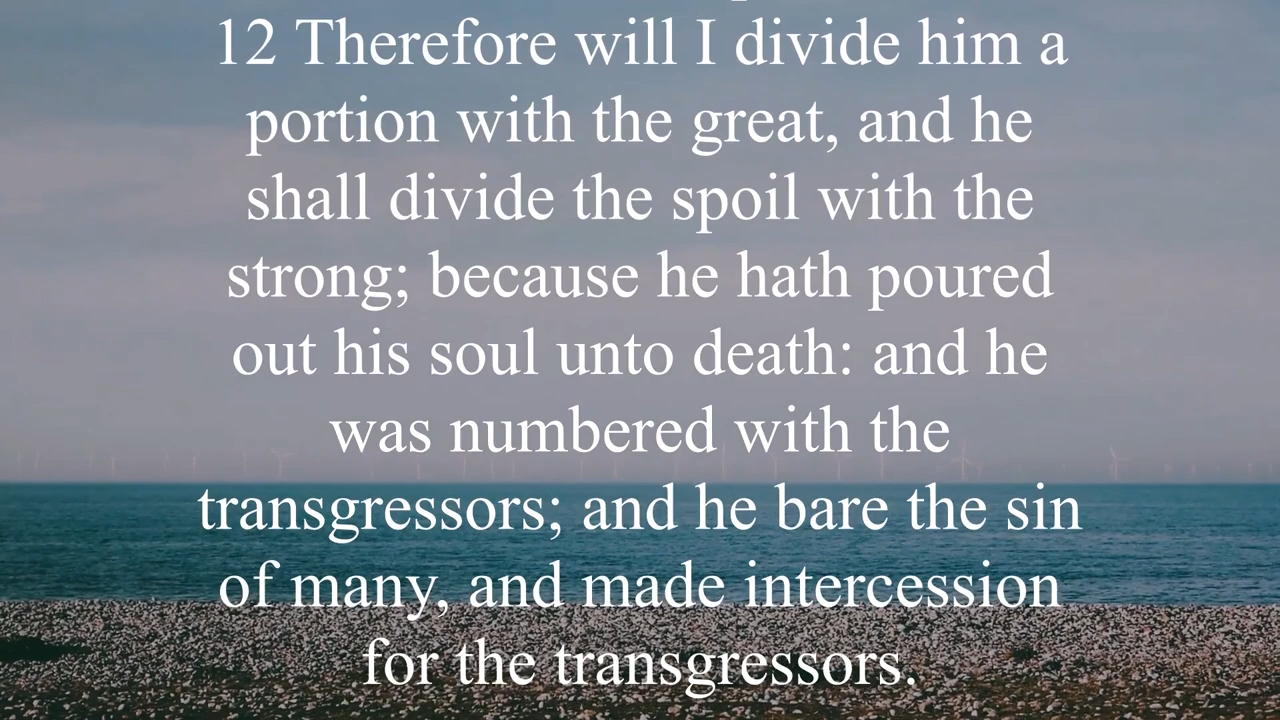 12 Therefore will I divide him a
portion with the great, and he
shall divide the spoil with the
strong; because he hath poured
out his soul unto death: and he
was numbered with the
transgressors; and he bare the sin
of many, and made intercession
for the transgressors.